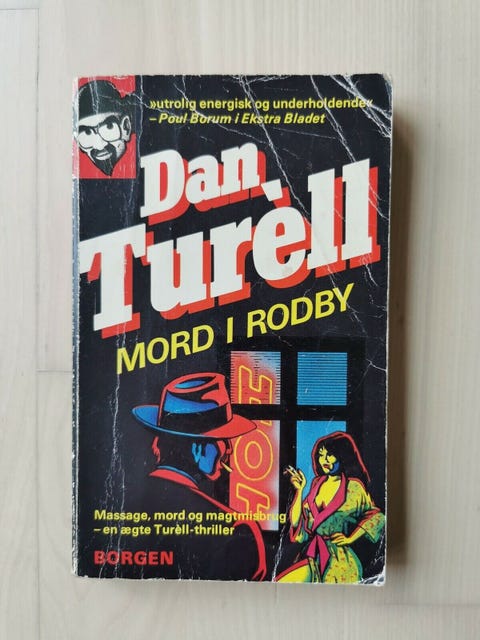 »utrolig energisk og underholdende«
– Poul Borum i Ekstra Bladet
Dan
Turèll
MORD I RODBY
HOT
Massage, mord og magtmisbrug
– en ægte Turèll-thriller
BORGEN